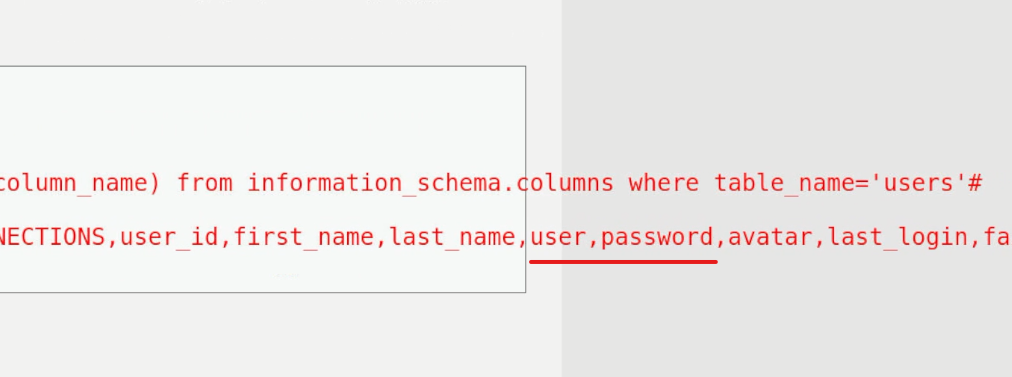 column_name) from information_schema.columns where table_name='users'#
NECTIONS,user_id,first_name,last_name,user,password,avatar,last_login,fa